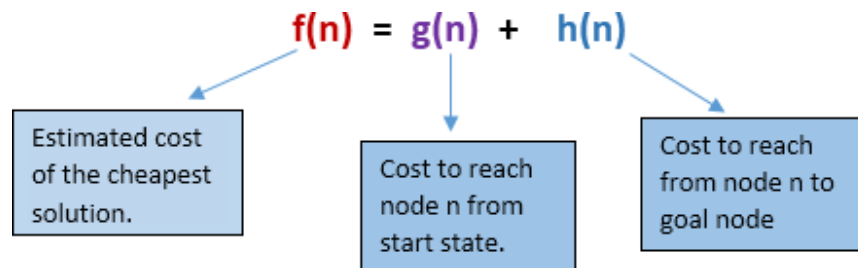 f(n) = g(n) + h(n)
Estimated cost
of the cheapest
solution.
Cost to reach
node n from
start state.
Cost to reach
from node n to
goal node